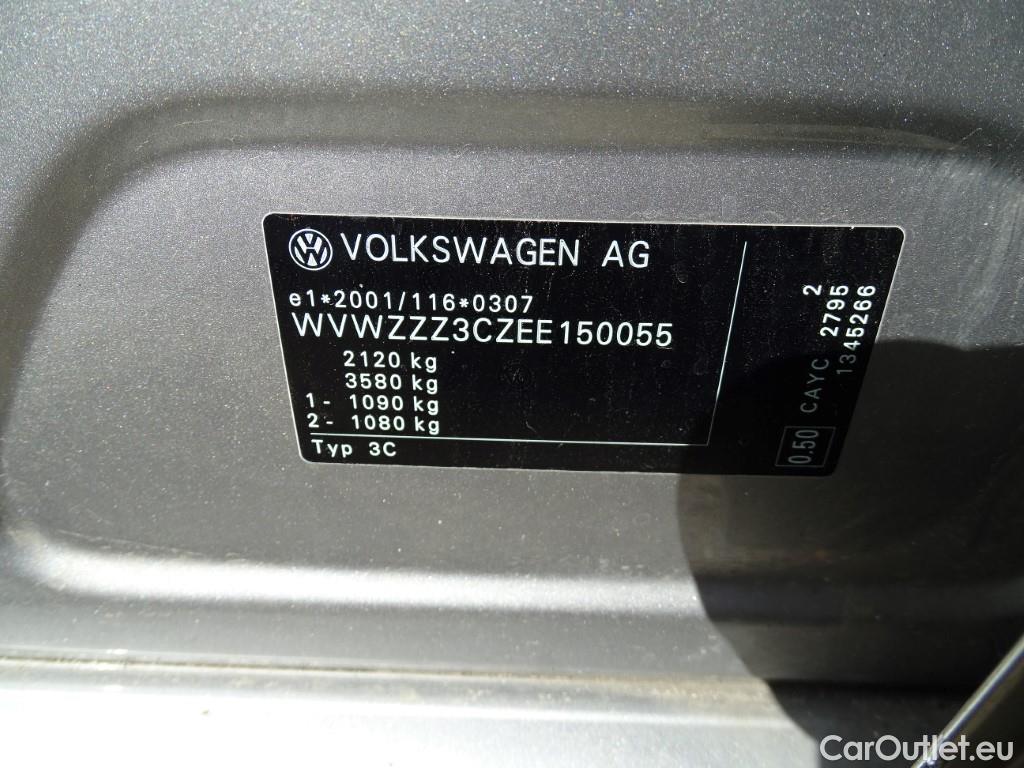 VOLKSWAGEN AG
e1*2001/116*0307
WVWZZZ3CZEE150055
2120 kg
3580 kg
1- 1090 kg
2- 1080 kg
Typ 3C
2
0.50 CAYC 2795
1345266
CarOutlet.eu